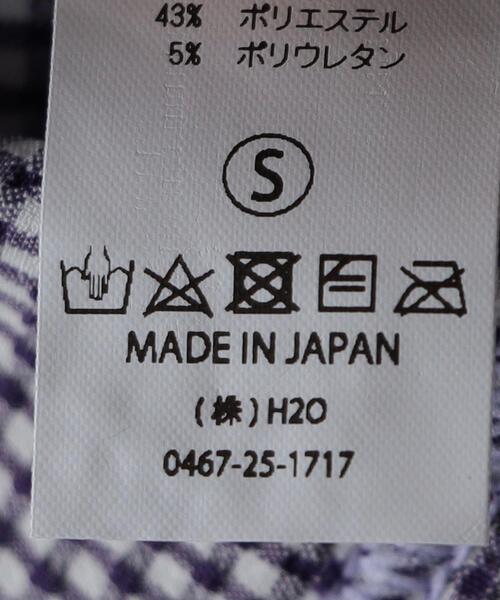 43% ポリエステル
5% ポリウレタン
S
MADE IN JAPAN
(株)H2O
0467-25-1717